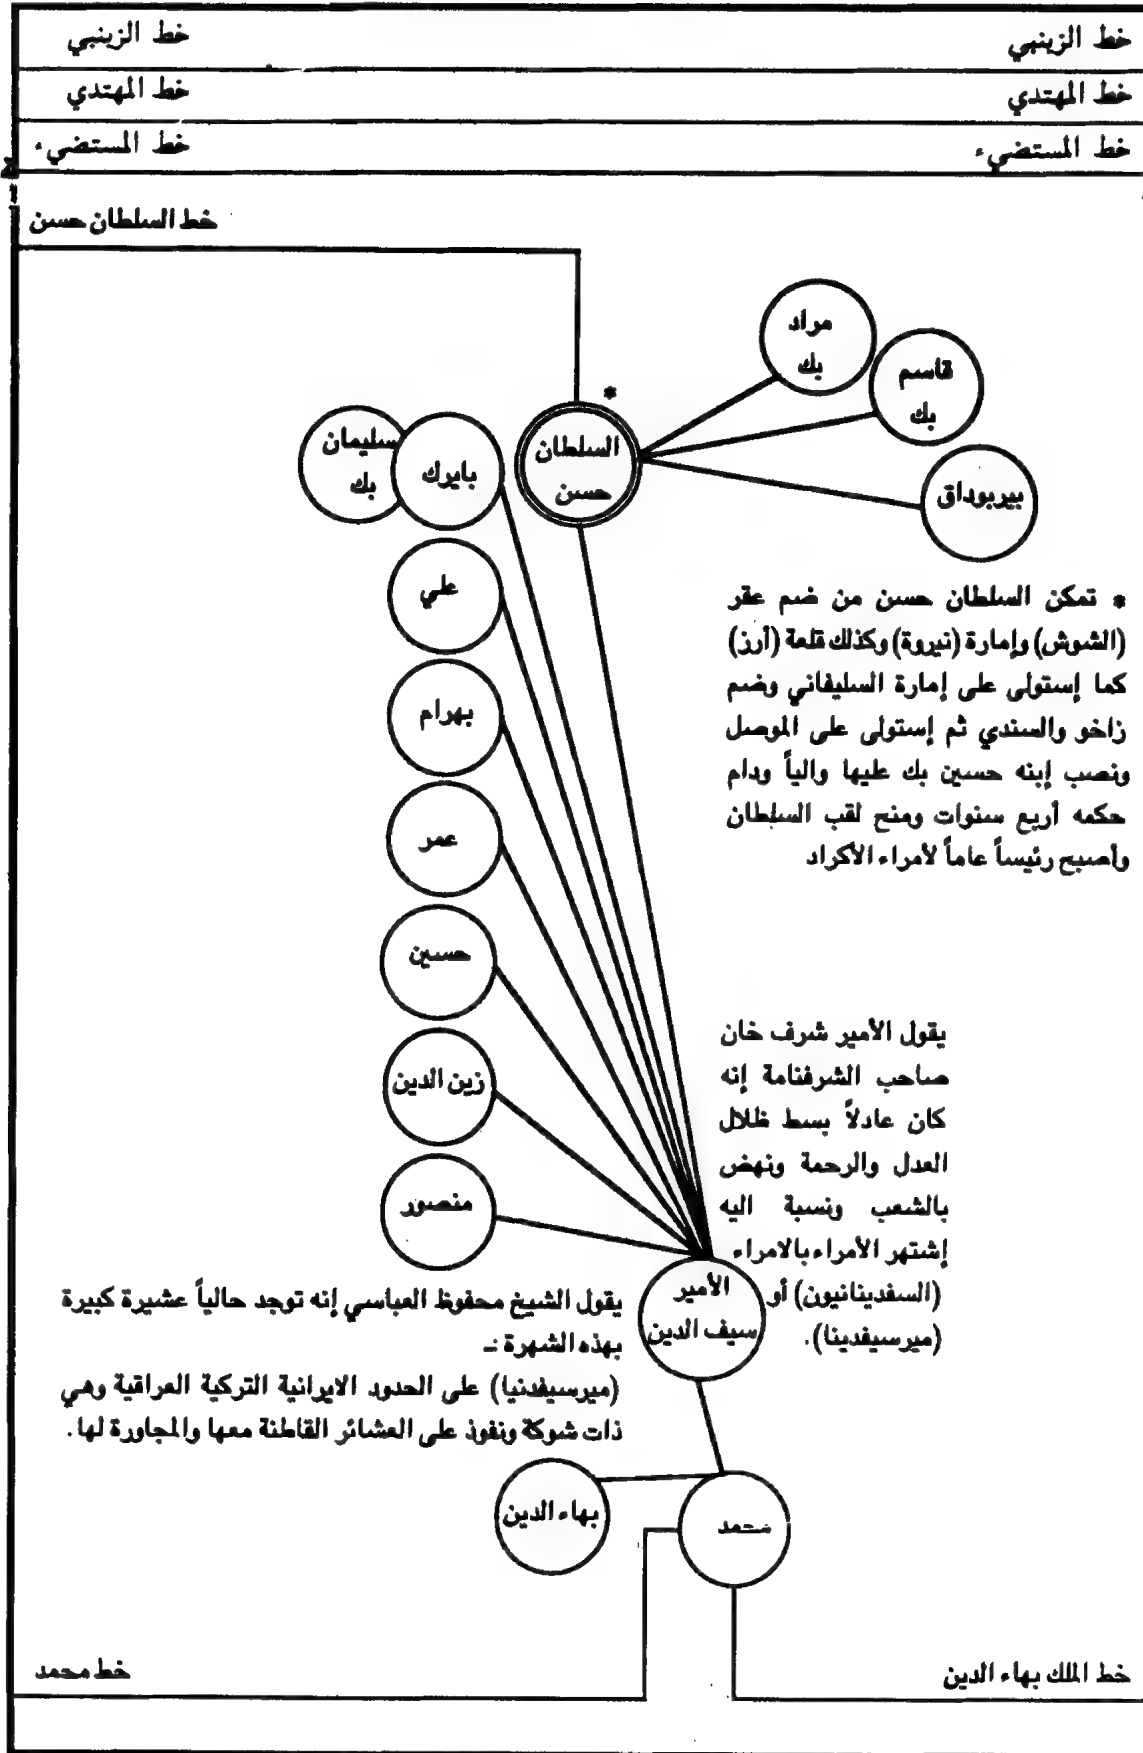 خط الزينبي
خط الزينبي
خط المهتدي
خط المهتدي
خط المستضيء
خط المستضيء
خط السلطان حسن
مراد
بك
قاسم
بك
بيربوداق
*
السلطان
حسن
بايرك
سليمان
بك
علي
بهرام
عمر
حسين
زين الدين
منصور
* تمكن السلطان حسن من ضم عقر
(الشوش) وإمارة (نيروة) وكذلك قلعة (أرز)
كما إستولى على إمارة السليفاني وضم
زاخو والسندي ثم إستولى على الموصل
ونصب إبنه حسين بك عليها والياً ودام
حكمه أربع سنوات ومنح لقب السلطان
وأصبح رئيساً عاماً لأمراء الأكراد
يقول الأمير شرف خان
صاحب الشرفنامة إنه
كان عادلاً بسط ظلال
العدل والرحمة ونهض
بالشعب ونسبة اليه
إشتهر الأمراء بالامراء
(السفدينانيون) أو
(ميرسيفدينا).
الأمير
سيف الدين
يقول الشيخ محفوظ العباسي إنه توجد حالياً عشيرة كبيرة
بهذه الشهرة :ـ
(ميرسيفدنيا) على الحدود الايرانية التركية العراقية وهي
ذات شوكة ونفوذ على العشائر القاطنة معها والمجاورة لها.
بهاء الدين
محمد
خط الملك بهاء الدين
خط محمد